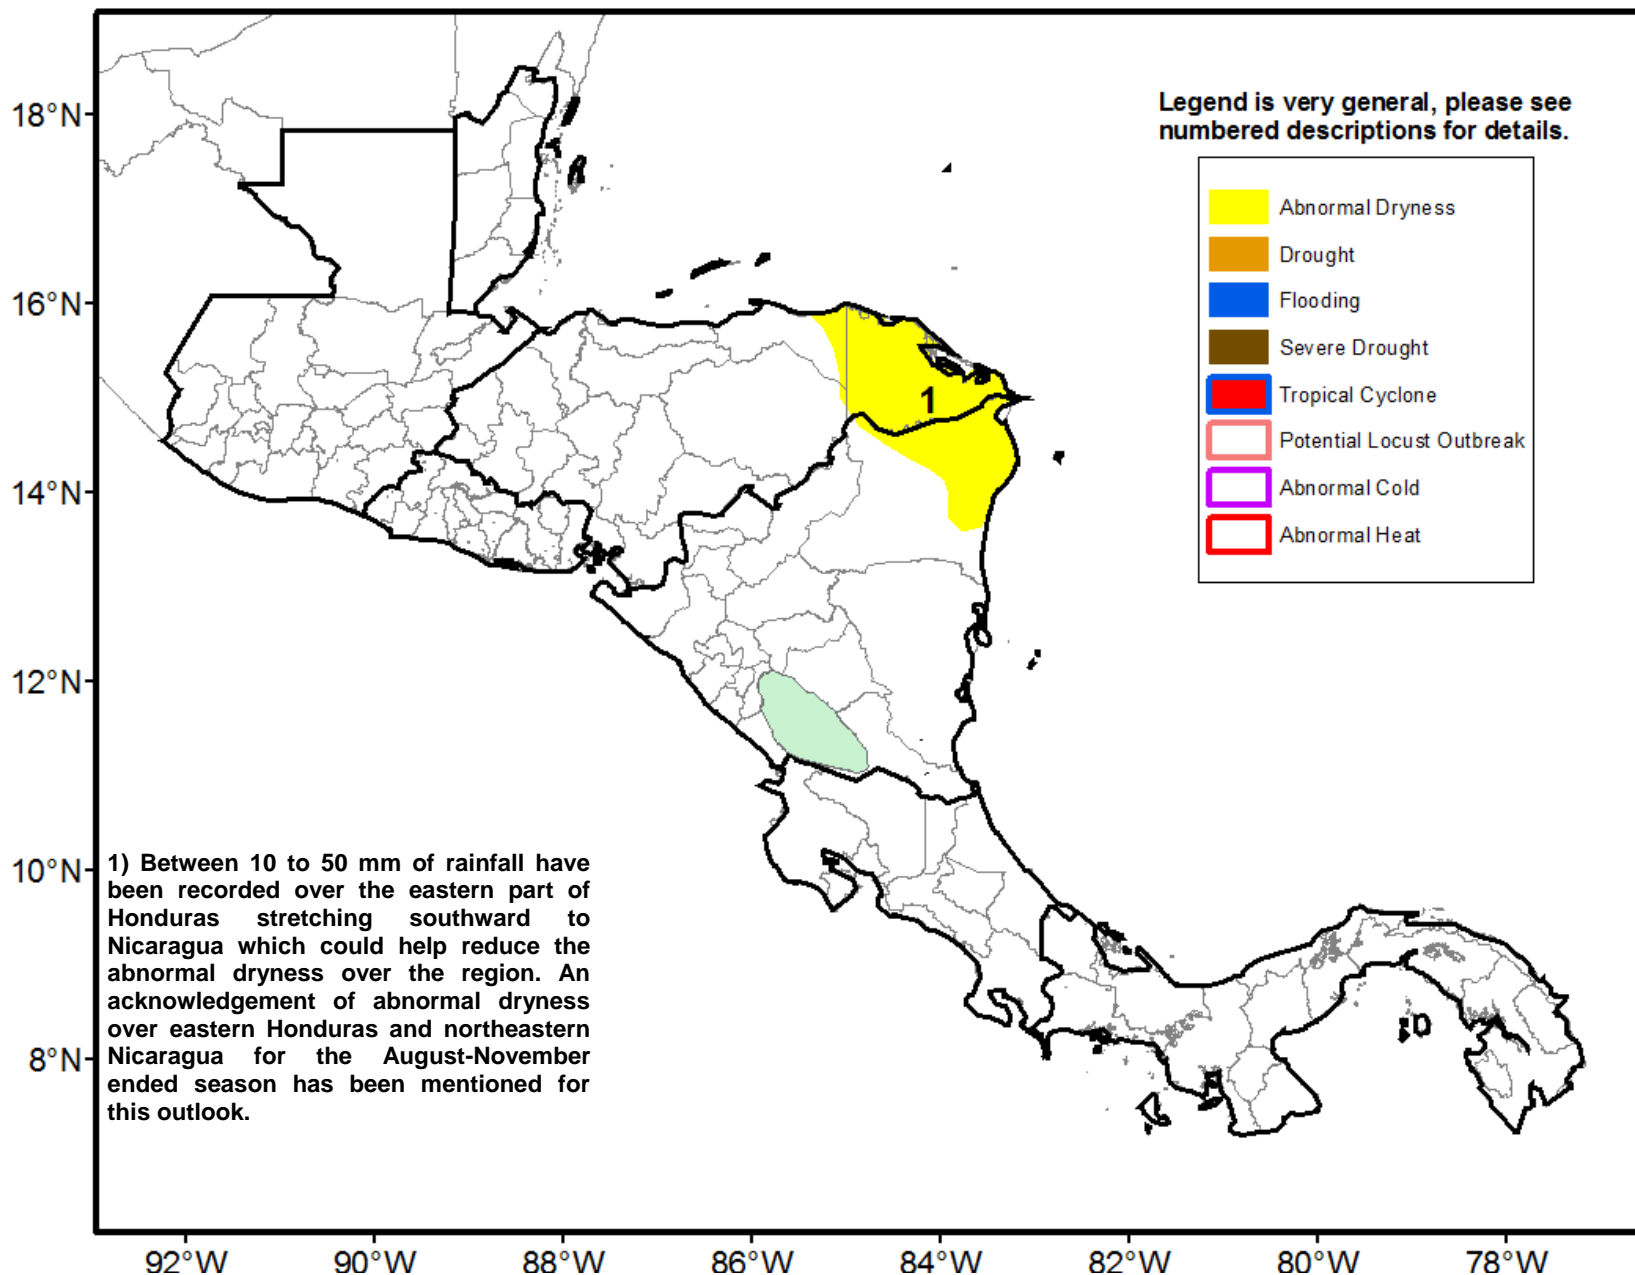 18°N
16°N
14°N
12°N
10°N
8°N
Legend is very general, please see
numbered descriptions for details.
Abnormal Dryness
Drought
Flooding
Severe Drought
Tropical Cyclone
Potential Locust Outbreak
Abnormal Cold
Abnormal Heat
1
1) Between 10 to 50 mm of rainfall have
been recorded over the eastern part of
Honduras stretching southward to
Nicaragua which could help reduce the
abnormal dryness over the region. An
acknowledgement of abnormal dryness
over eastern Honduras and northeastern
Nicaragua for the August-November
ended season has been mentioned for
this outlook.
92°W 90°W 88°W 86°W 84°W 82°W 80°W 78°W